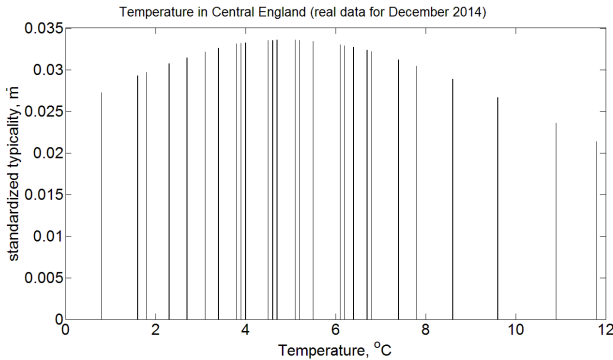 Temperature in Central England (real data for December 2014)
0.035
0.03
0.025
0.02
0.015
0.01
0.005
0
standardized typicality, m̄
0 2 4 6 8 10 12
Temperature, °C